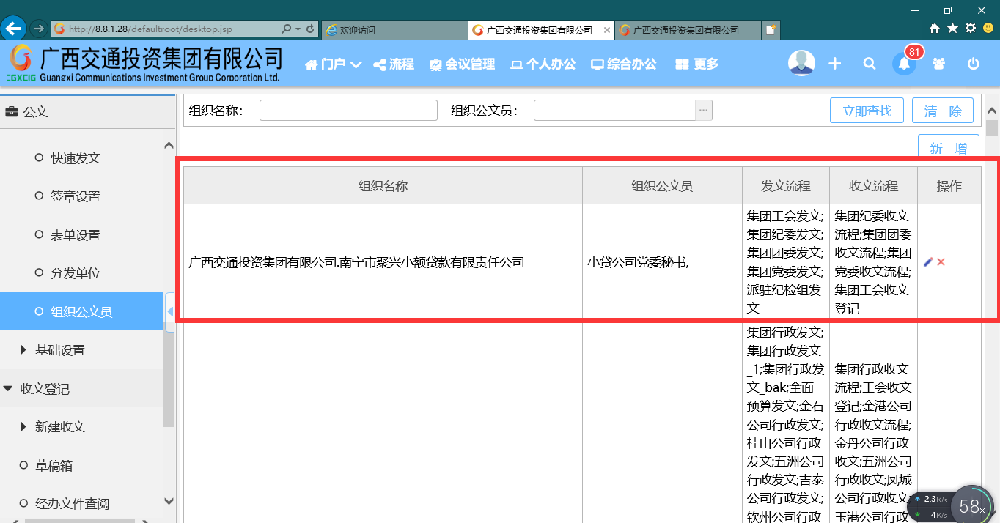 http://8.8.1.28/defaultroot/desktop.jsp
欢迎访问
广西交通投资集团有限公司
广西交通投资集团有限公司
广西交通投资集团有限公司
CGXCIG Guangxi Communications Investment Group Corporation Ltd.
门户
流程
会议管理
个人办公
综合办公
更多
81
公文
快速发文
签章设置
表单设置
分发单位
组织公文员
基础设置
收文登记
新建收文
草稿箱
经办文件查阅
组织名称：
组织公文员：
...
立即查找
清 除
新 增
组织名称
组织公文员
发文流程
收文流程
操作
广西交通投资集团有限公司.南宁市聚兴小额贷款有限责任公司
小贷公司党委秘书,
集团工会发文;
集团纪委发文;
集团团委发文;
集团党委发文;
派驻纪检组发
文
集团纪委收文
流程;集团团委
收文流程;集团
党委收文流程;
集团工会收文
登记
集团行政发文;
集团行政发文
_1;集团行政发
文_bak;全面
预算发文;金石
公司行政发文;
桂山公司行政
发文;五洲公司
行政发文;吉泰
公司行政发文;
钦州公司行政
集团行政收文
流程;工会收文
登记;金港公司
行政收文流程;
金丹公司行政
收文;五洲公司
行政收文;凤城
公司行政收文;
玉港公司行政
2.3K/s
4K/s
58%